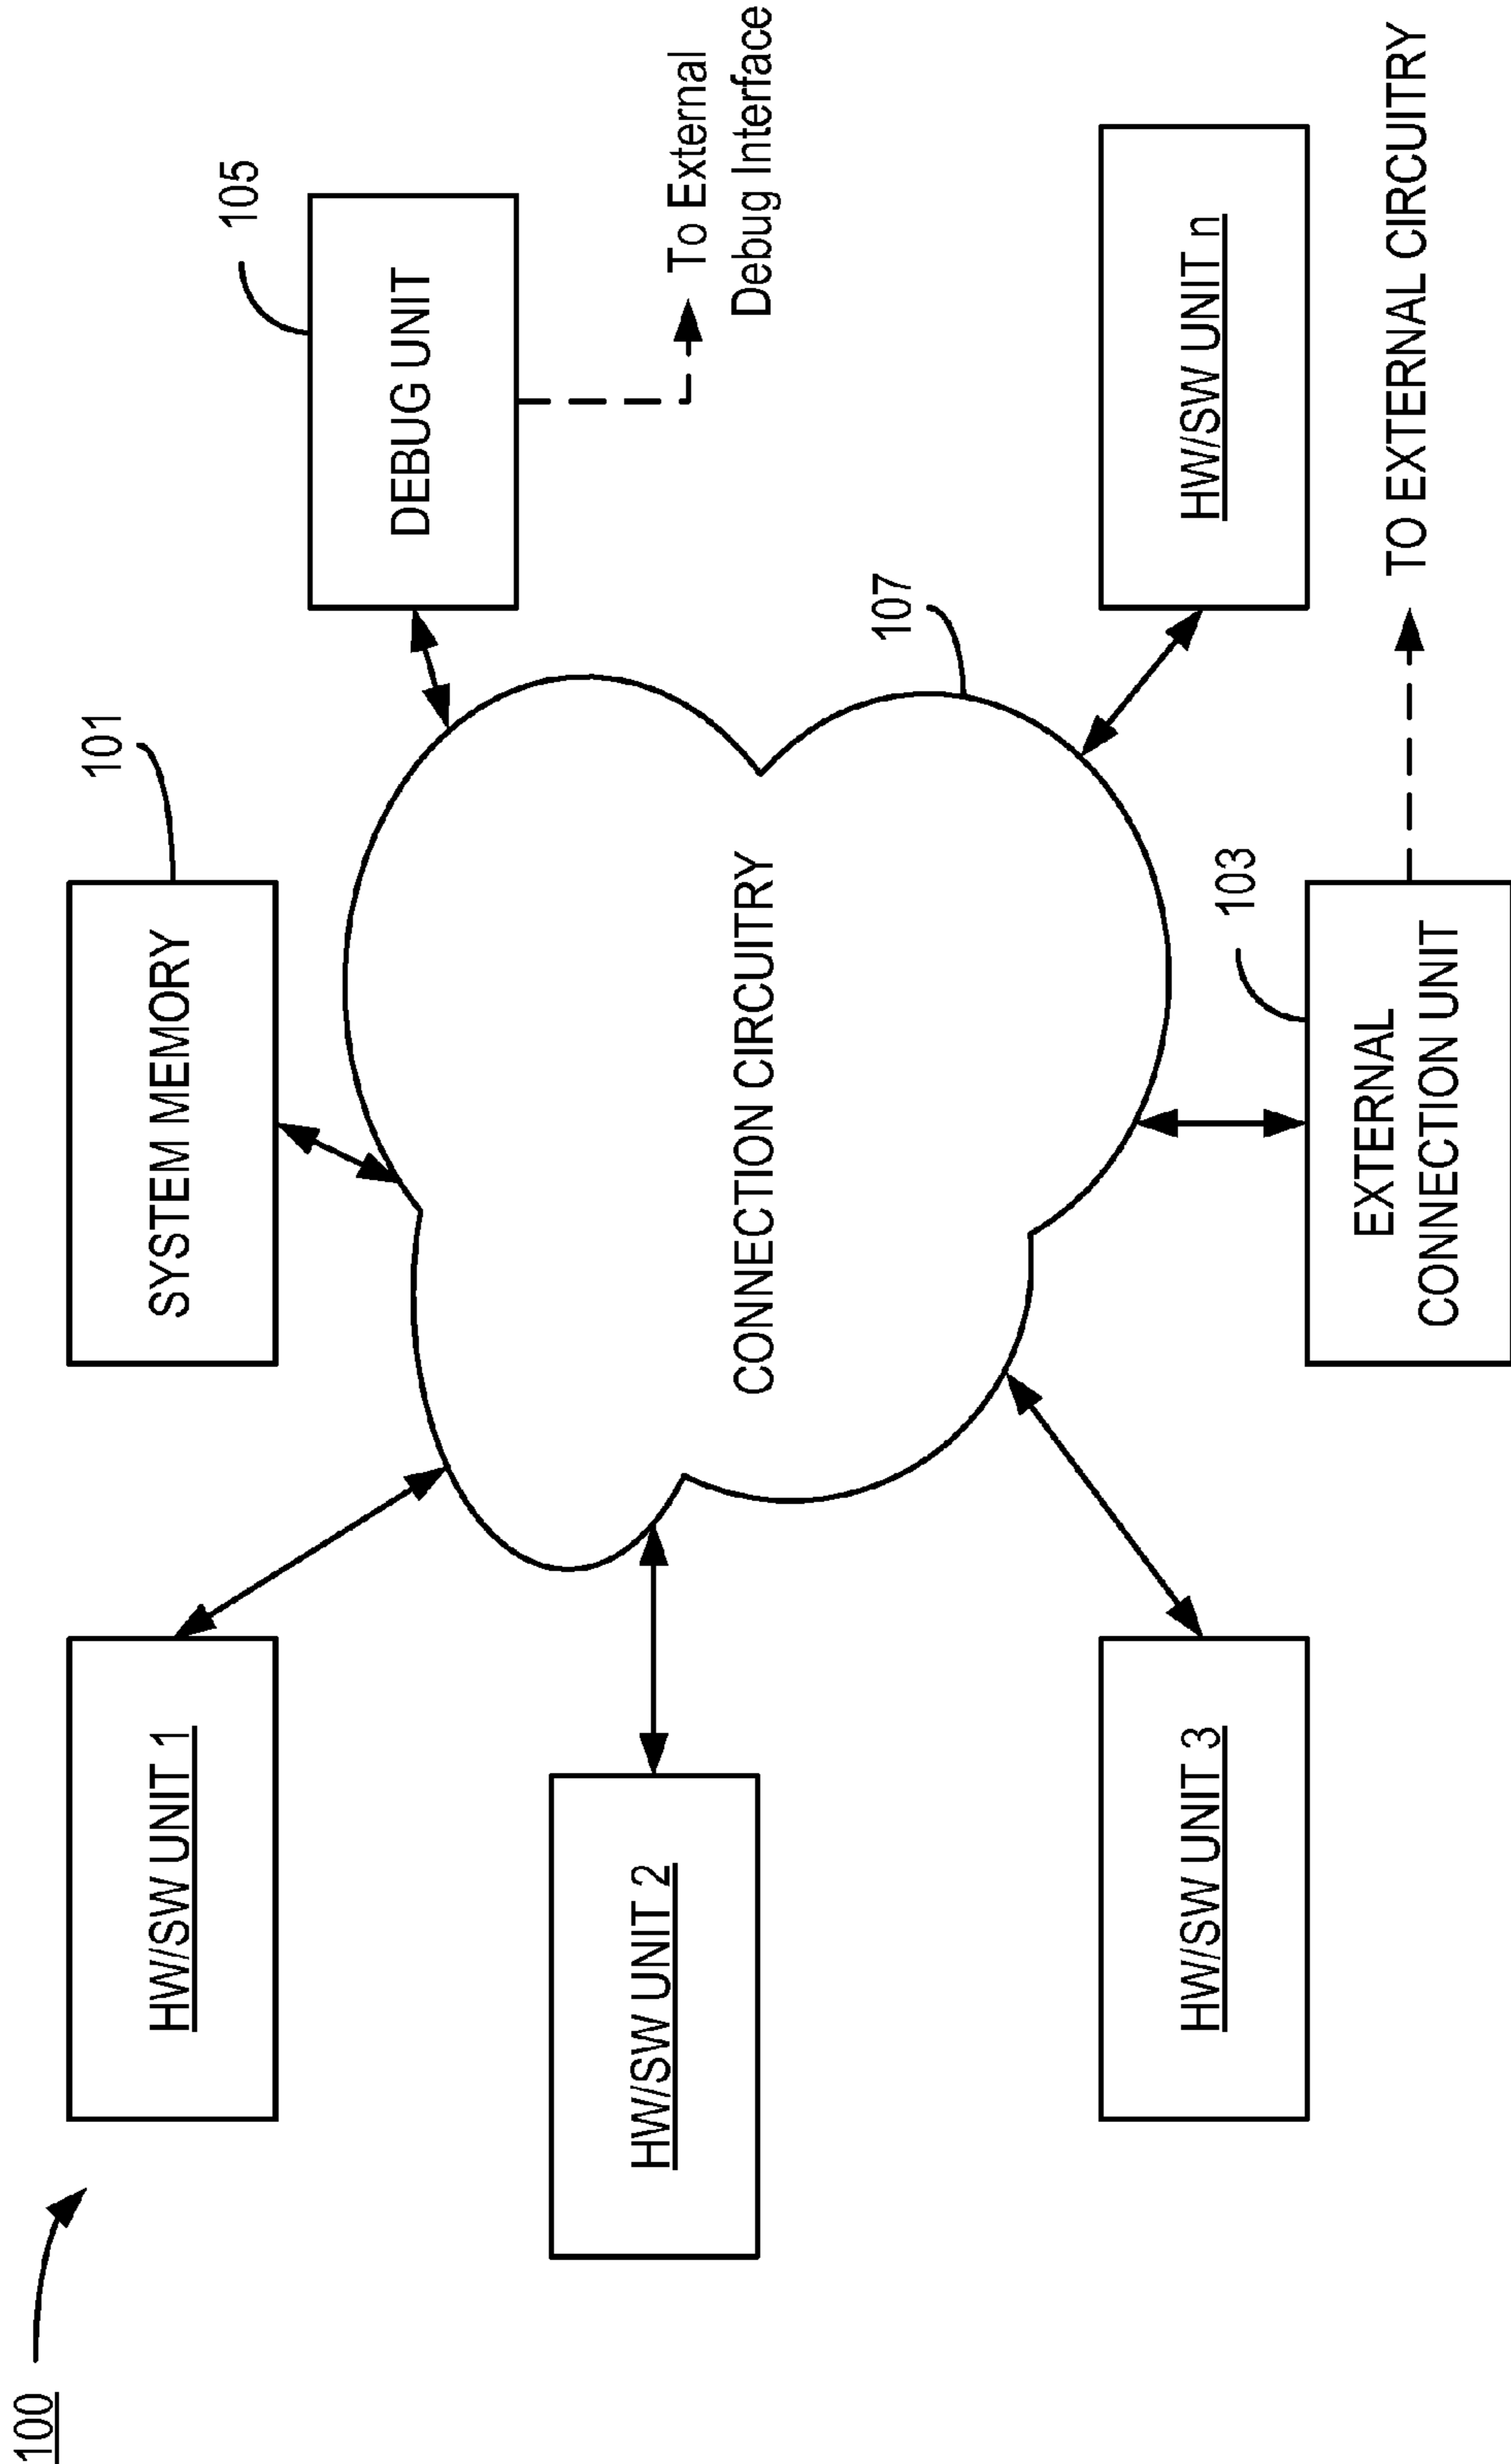 100
HW/SW UNIT 1
SYSTEM MEMORY
101
DEBUG UNIT
105
To External
Debug Interface
HW/SW UNIT 2
CONNECTION CIRCUITRY
107
HW/SW UNIT 3
EXTERNAL
CONNECTION UNIT
103
HW/SW UNIT n
TO EXTERNAL CIRCUITRY